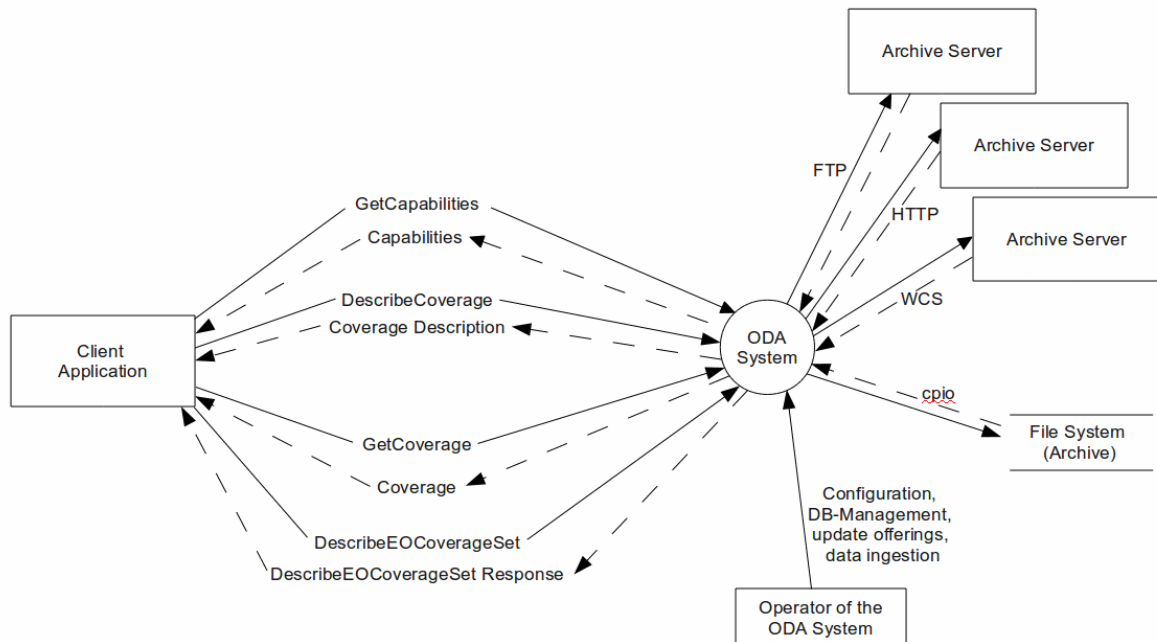 Archive Server
Archive Server
FTP
GetCapabilities
HTTP
Capabilities
Archive Server
DescribeCoverage
WCS
Coverage Description
Client
Application
ODA
System
cpio
GetCoverage
File System
(Archive)
Coverage
Configuration,
DB-Management,
update offerings,
data ingestion
DescribeEOCoverageSet
DescribeEOCoverageSet Response
Operator of the
ODA System